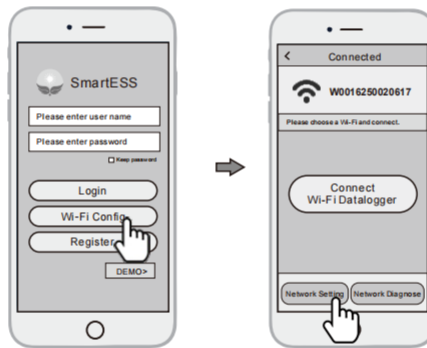 SmartESS
Please enter user name
Please enter password
Keep password
Login
Wi-Fi Config
Register
DEMO>
Connected
W0016250020617
Please choose a Wi-Fi and connect.
Connect
Wi-Fi Datalogger
Network Setting
Network Diagnose